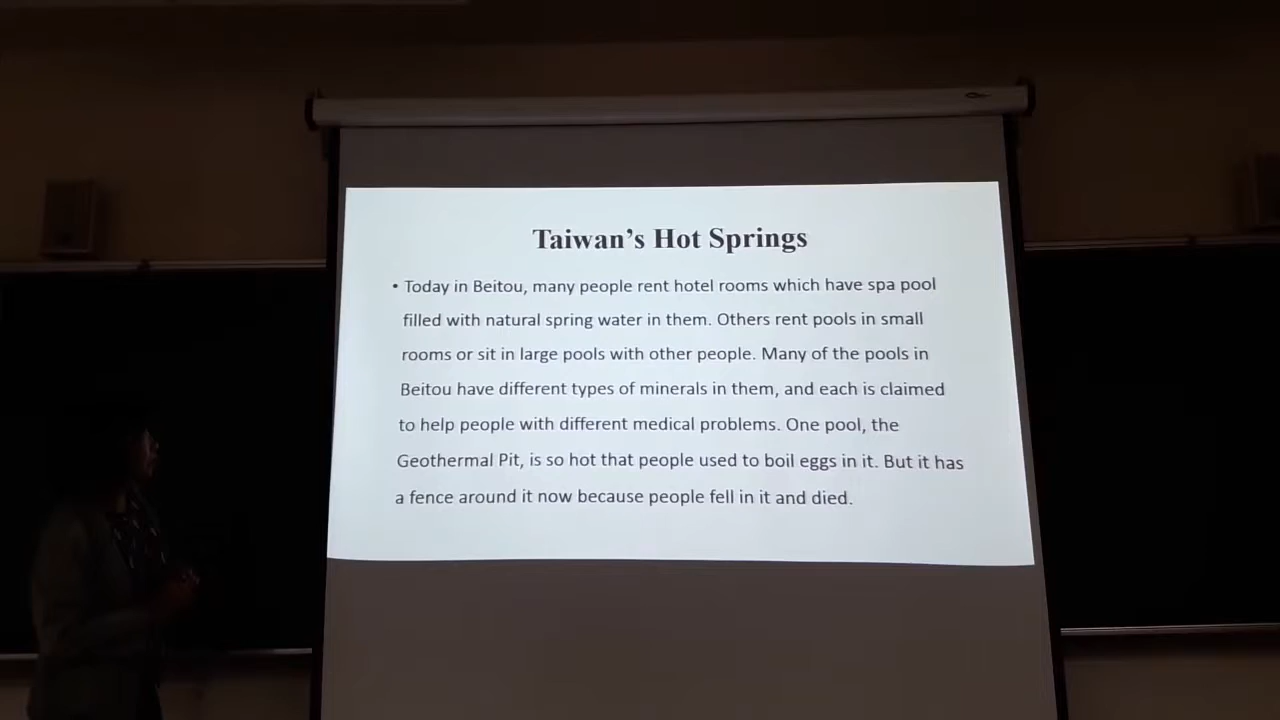 Taiwan's Hot Springs
• Today in Beitou, many people rent hotel rooms which have spa pool
filled with natural spring water in them. Others rent pools in small
rooms or sit in large pools with other people. Many of the pools in
Beitou have different types of minerals in them, and each is claimed
to help people with different medical problems. One pool, the
Geothermal Pit, is so hot that people used to boil eggs in it. But it has
a fence around it now because people fell in it and died.